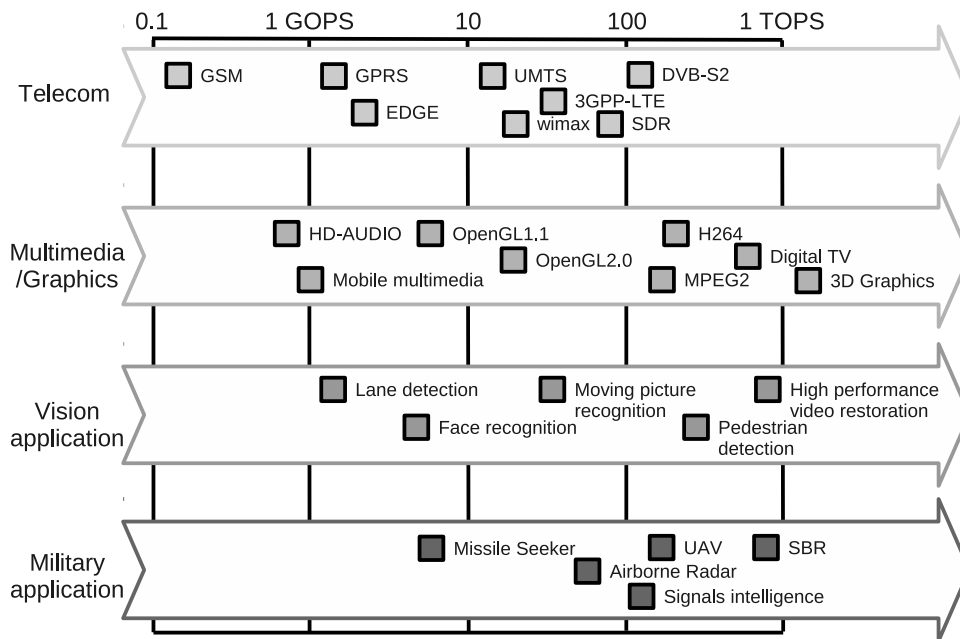 0.1 1 GOPS 10 100 1 TOPS
Telecom
GSM GPRS UMTS DVB-S2
3GPP-LTE
EDGE wimax SDR
Multimedia
/Graphics
HD-AUDIO OpenGL1.1 H264
OpenGL2.0 Digital TV
Mobile multimedia MPEG2 3D Graphics
Vision
application
Lane detection Moving picture High performance
recognition video restoration
Face recognition Pedestrian
detection
Military
application
Missile Seeker UAV SBR
Airborne Radar
Signals intelligence